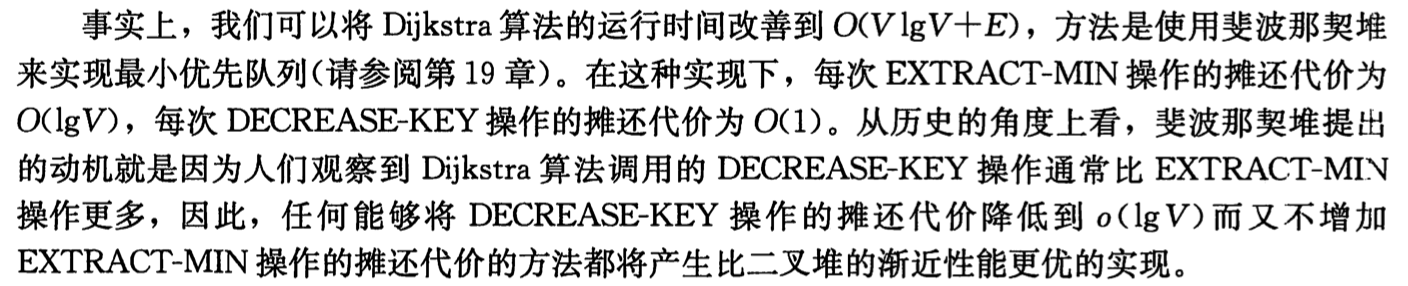 事实上，我们可以将 Dijkstra 算法的运行时间改善到 O(V lgV＋E)，方法是使用斐波那契堆
来实现最小优先队列(请参阅第 19 章)。在这种实现下，每次 EXTRACT-MIN 操作的摊还代价为
O(lgV)，每次 DECREASE-KEY 操作的摊还代价为 O(1)。从历史的角度上看，斐波那契堆提出
的动机就是因为人们观察到 Dijkstra 算法调用的 DECREASE-KEY 操作通常比 EXTRACT-MIN
操作更多，因此，任何能够将 DECREASE-KEY 操作的摊还代价降低到 o(lgV)而又不增加
EXTRACT-MIN 操作的摊还代价的方法都将产生比二叉堆的渐近性能更优的实现。